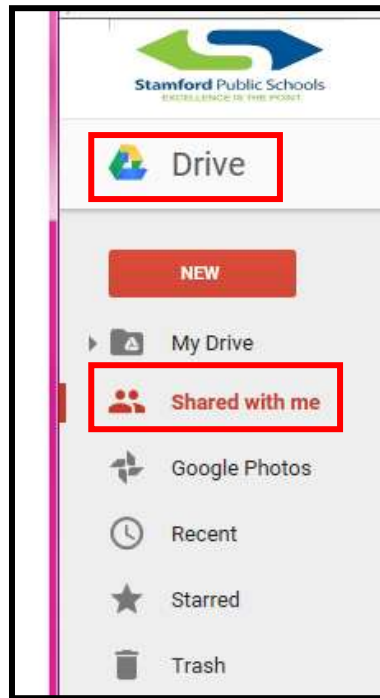 Stamford Public Schools
EXCELLENCE IS THE POINT.
Drive
NEW
My Drive
Shared with me
Google Photos
Recent
Starred
Trash